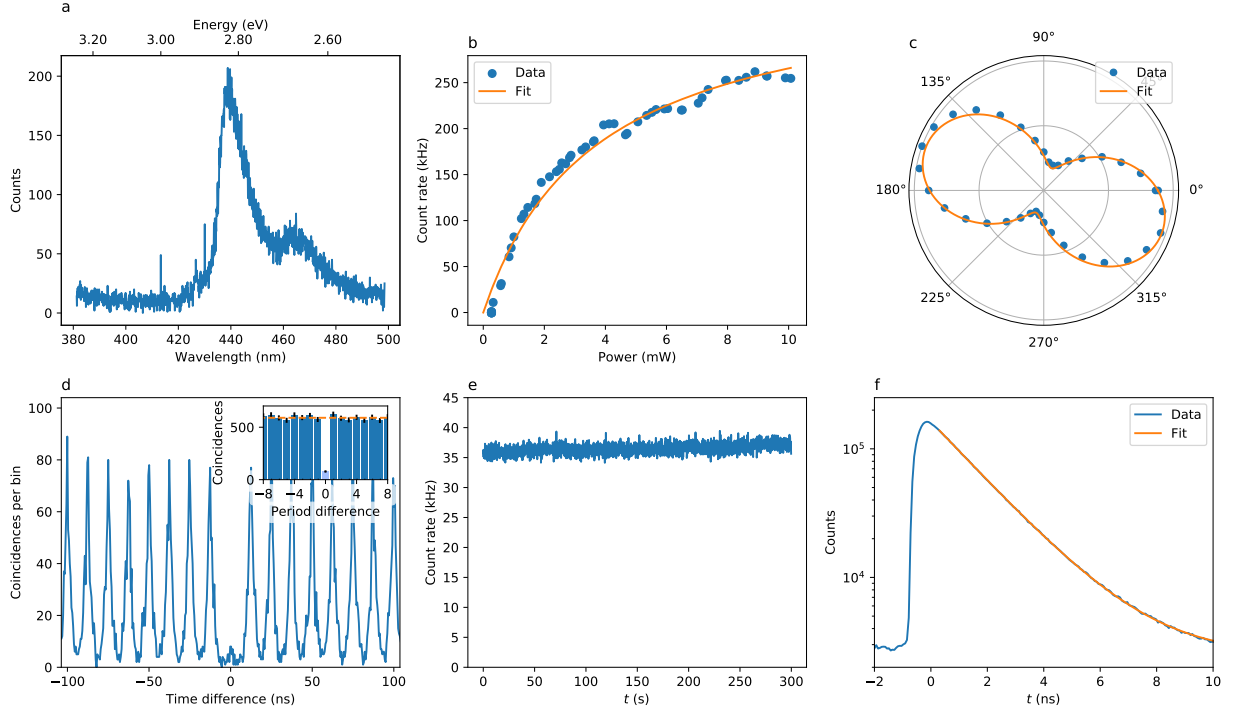 a
Energy (eV)
3.20 3.00 2.80 2.60
200
150
100
50
0
Counts
380 400 420 440 460 480 500
Wavelength (nm)
b
Data
Fit
250
200
150
100
50
0
Count rate (kHz)
0 2 4 6 8 10
Power (mW)
c
90°
Data
Fit
45°
135°
180°
0°
225°
315°
270°
d
100
80
60
40
20
0
Coincidences per bin
−100 −50 0 50 100
Time difference (ns)
500
0
Coincidences
−8 −4 0 4 8
Period difference
e
45
40
35
30
25
20
15
10
5
0
Count rate (kHz)
0 50 100 150 200 250 300
t (s)
f
Data
Fit
10⁵
10⁴
Counts
−2 0 2 4 6 8 10
t (ns)